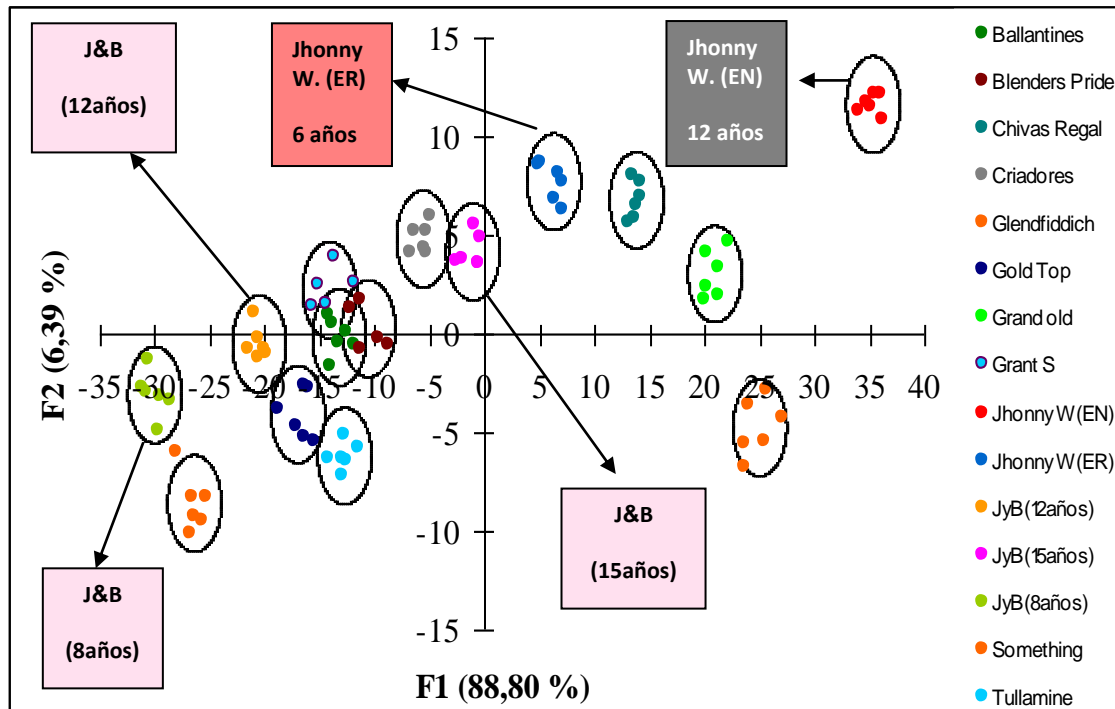 J&B
(12años)
Jhonny
W. (ER)
6 años
Jhonny
W. (EN)
12 años
J&B
(15años)
J&B
(8años)
15
10
5
0
-5
-10
-15
-35
-30
-25
-20
-15
-10
-5
0
5
10
15
20
25
30
35
40
F2 (6,39 %)
F1 (88,80 %)
Ballantines
Blenders Pride
Chivas Regal
Criadores
Glendfiddich
Gold Top
Grand old
Grant S
Jhonny W (EN)
Jhonny W (ER)
JyB (12años)
JyB (15años)
JyB (8años)
Something
Tullamine